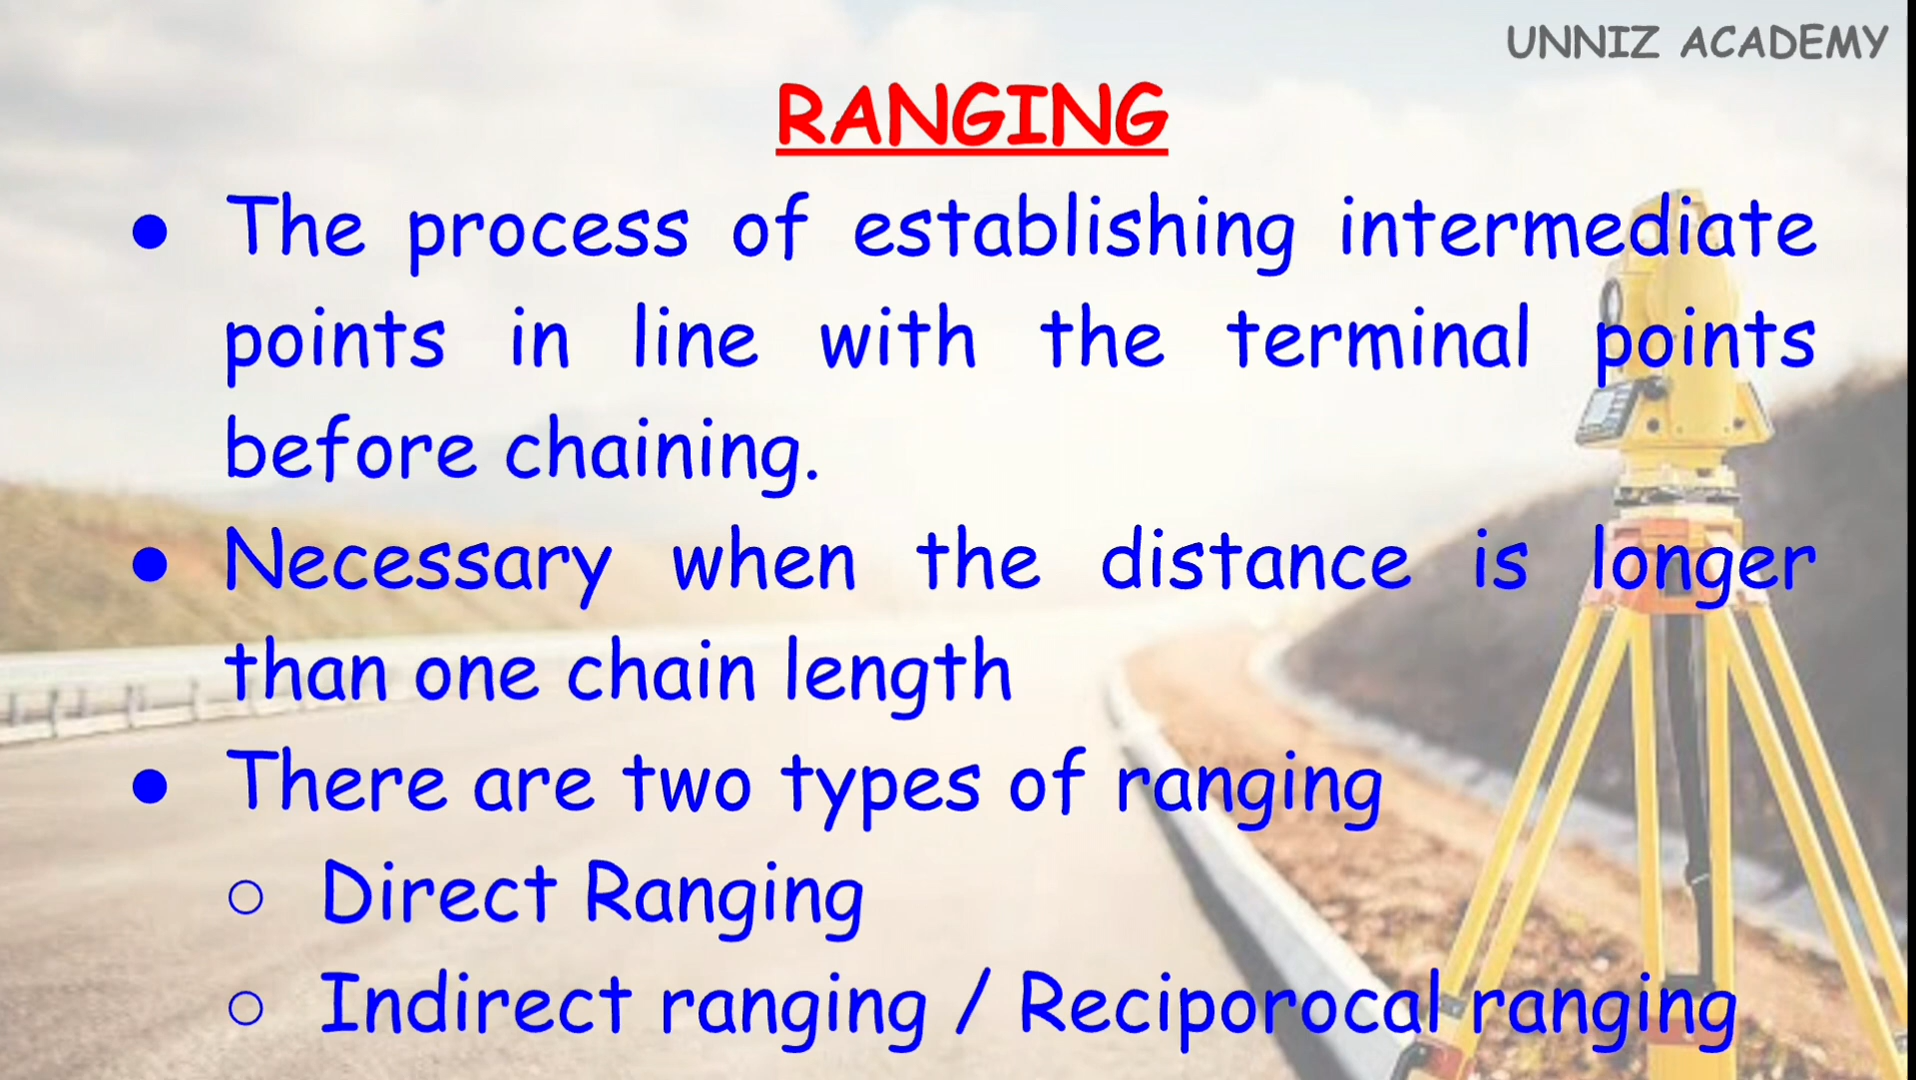 UNNIZ ACADEMY
RANGING
● The process of establishing intermediate
points in line with the terminal points
before chaining.
● Necessary when the distance is longer
than one chain length
● There are two types of ranging
○ Direct Ranging
○ Indirect ranging / Reciporocal ranging